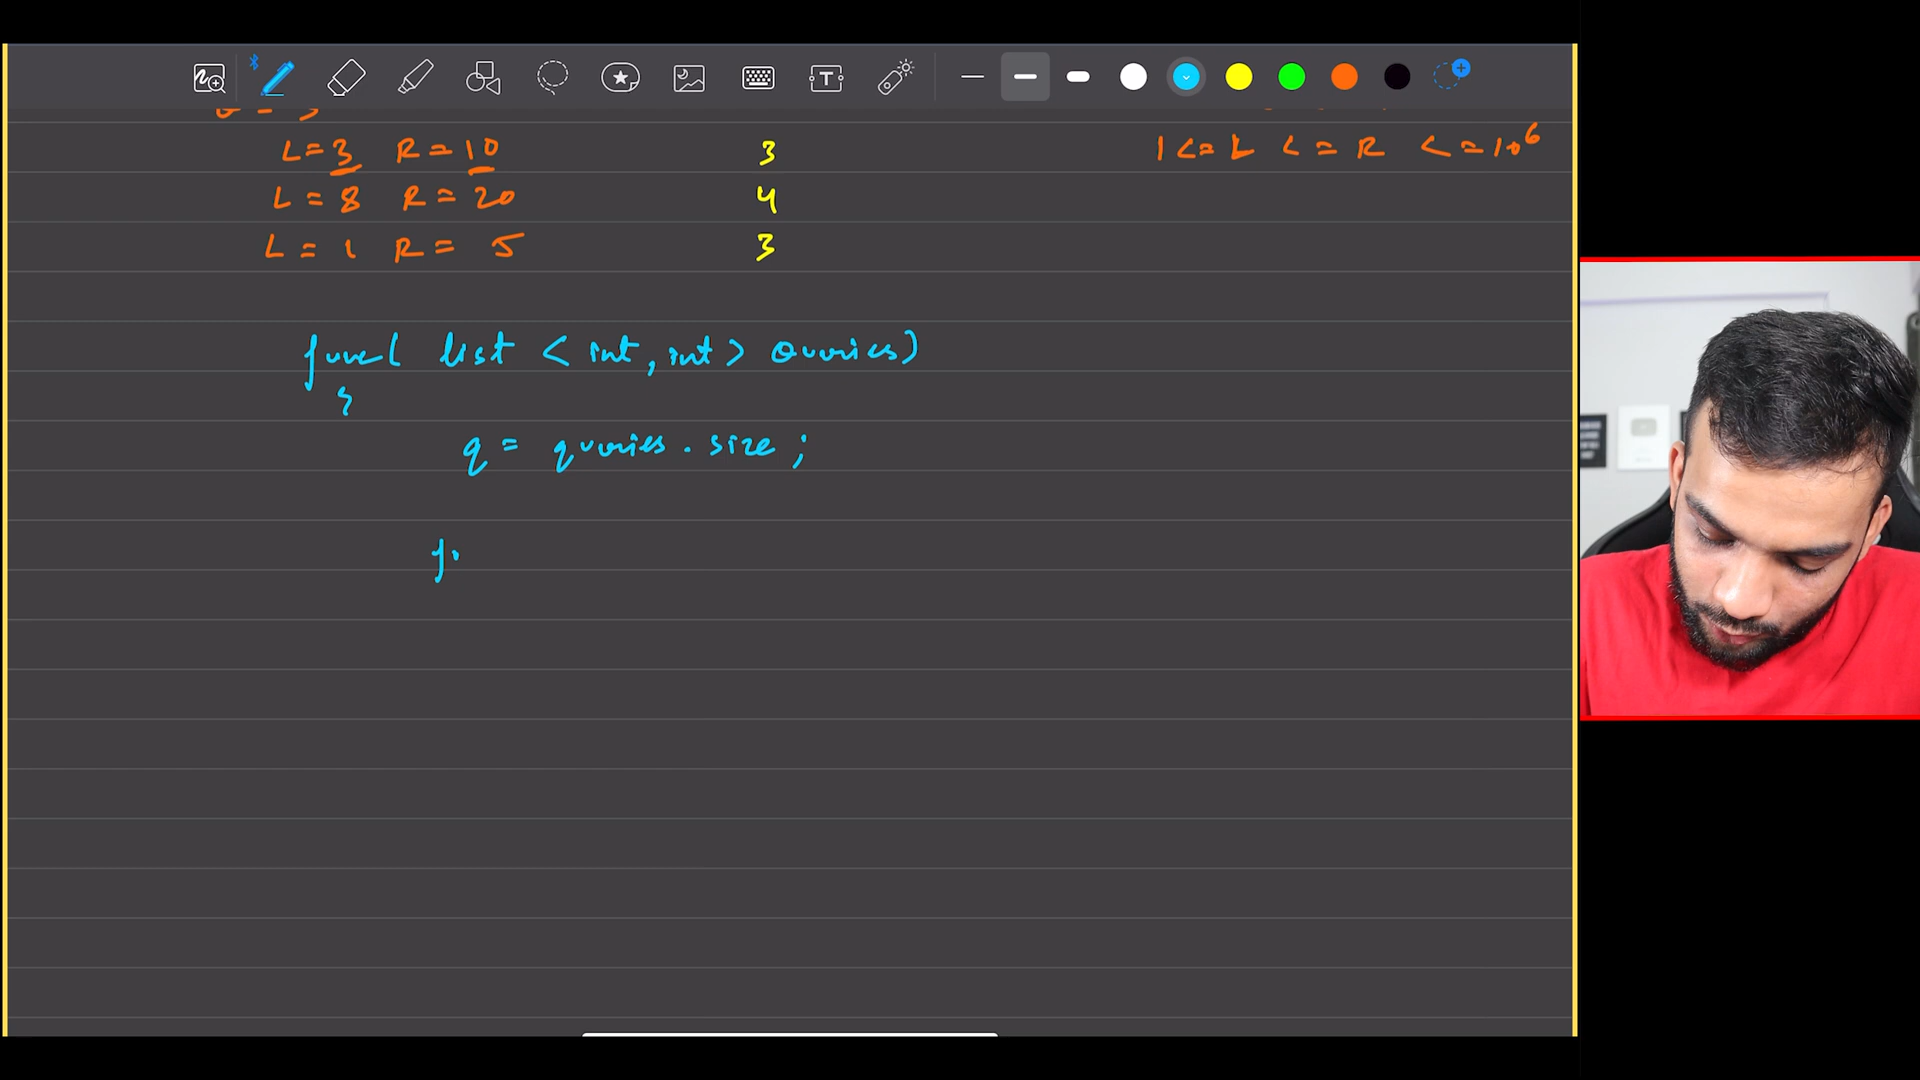 L = 3 R = 10 3
1 <= L <= R <= 10^6
L = 8 R = 20 4
L = 1 R = 5 3
func( list < int, int > Queries)
{
q = queries . size ;
fo
T